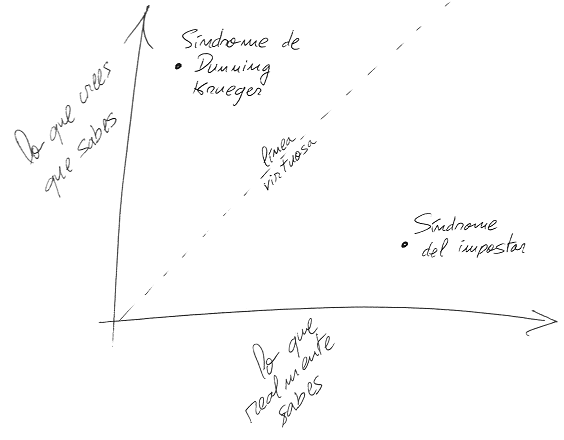 Síndrome de
Dunning
Krueger
Lo que crees
que sabes
línea
virtuosa
Síndrome
del impostor
Lo que
realmente
sabes